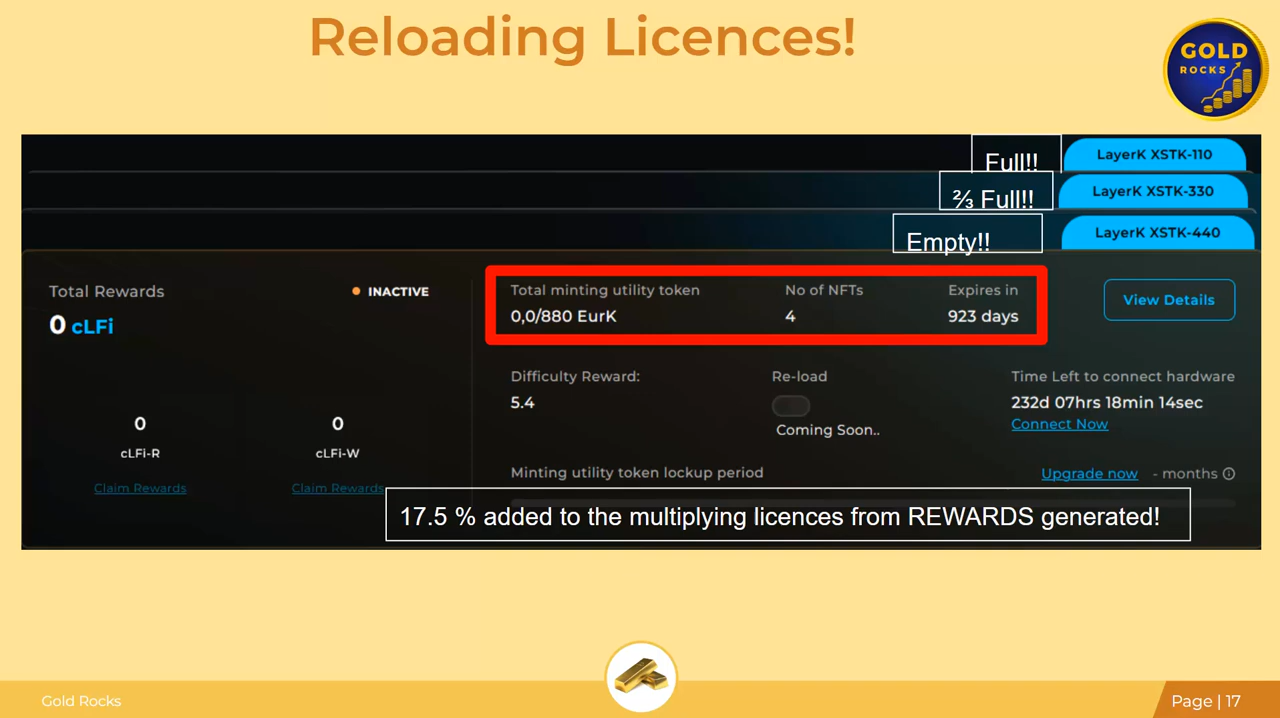 Reloading Licences!
GOLD
ROCKS
Full!! LayerK XSTK-110
⅔ Full!! LayerK XSTK-330
Empty!! LayerK XSTK-440
Total Rewards INACTIVE
0 cLFi
Total minting utility token No of NFTs Expires in
0,0/880 EurK 4 923 days
View Details
Difficulty Reward: Re-load Time Left to connect hardware
5.4 232d 07hrs 18min 14sec
Coming Soon.. Connect Now
0 0
cLFi-R cLFi-W
Claim Rewards Claim Rewards
Minting utility token lockup period Upgrade now - months
17.5 % added to the multiplying licences from REWARDS generated!
Gold Rocks Page | 17